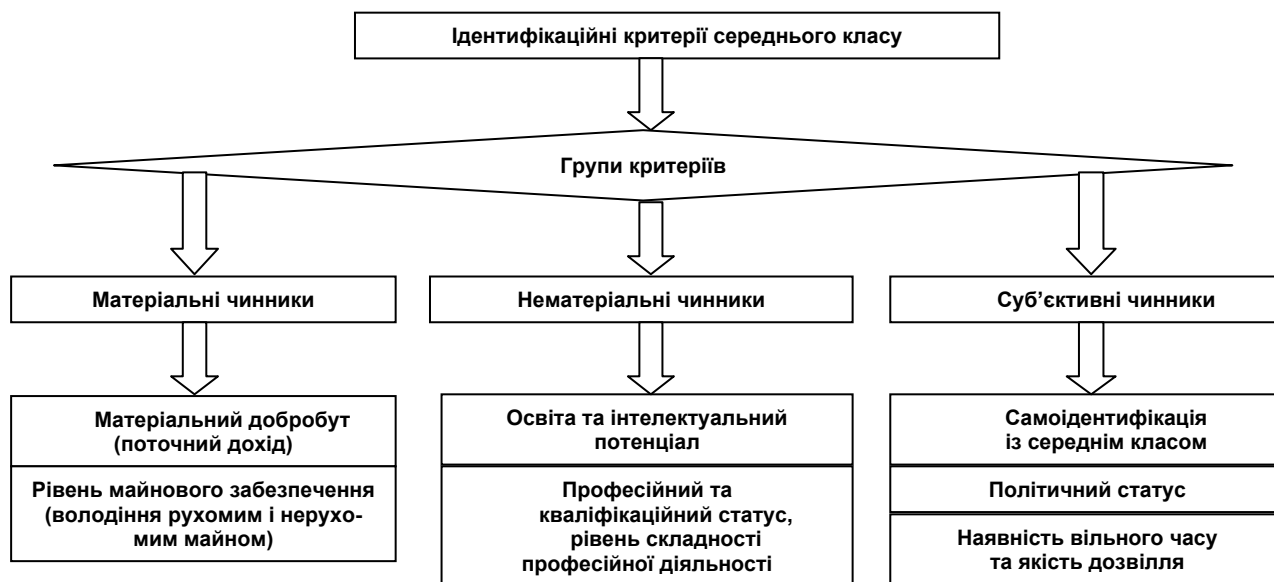 Ідентифікаційні критерії середнього класу
Групи критеріїв
Матеріальні чинники
Нематеріальні чинники
Суб’єктивні чинники
Матеріальний добробут
(поточний дохід)
Рівень майнового забезпечення
(володіння рухомим і нерухо-
мим майном)
Освіта та інтелектуальний
потенціал
Професійний та
кваліфікаційний статус,
рівень складності
професійної діяльності
Самоідентифікація
із середнім класом
Політичний статус
Наявність вільного часу
та якість дозвілля